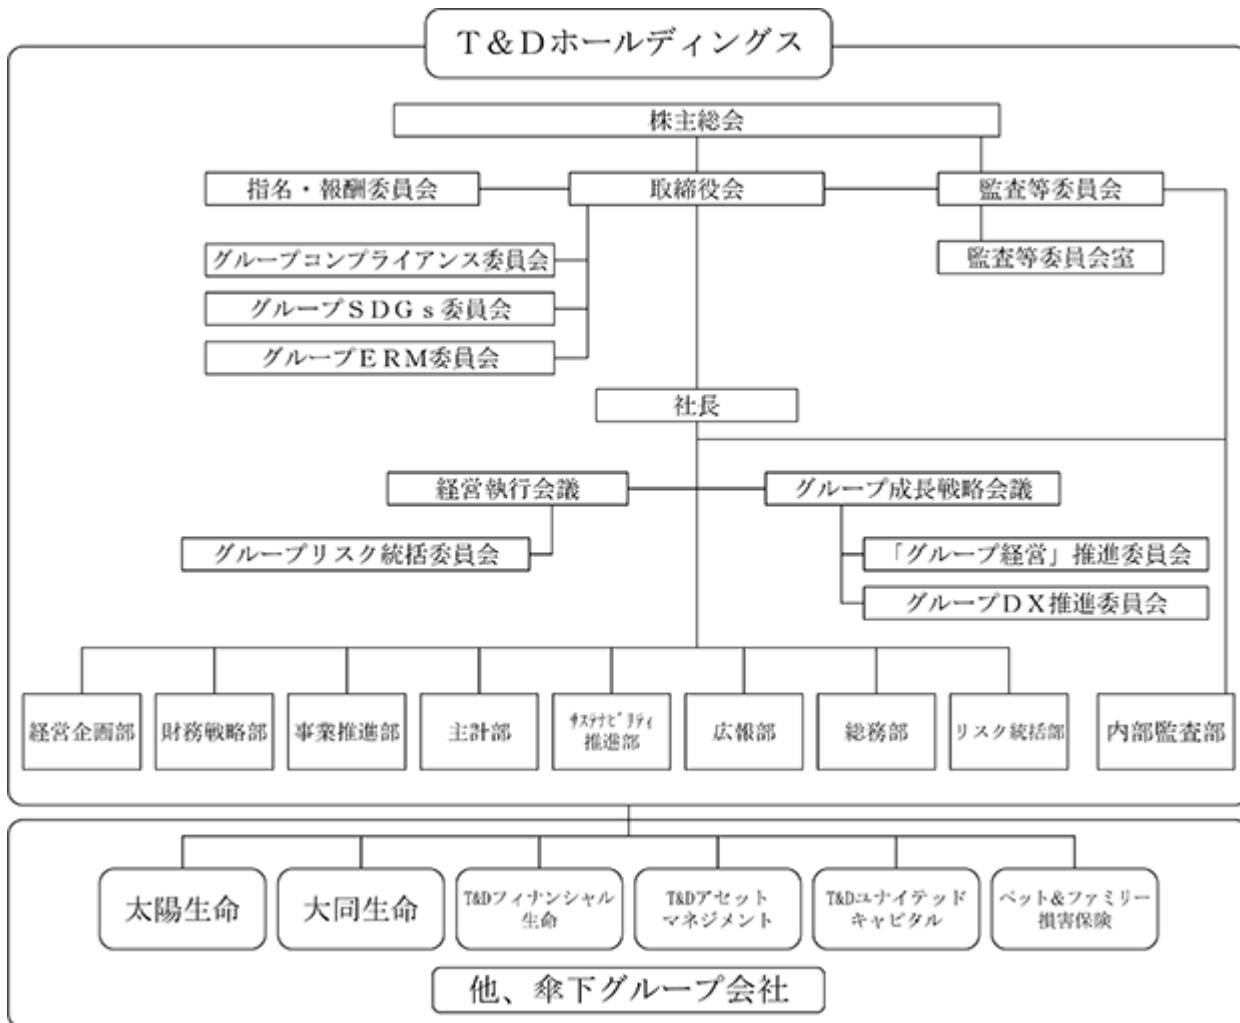 T＆Dホールディングス
株主総会
指名・報酬委員会
取締役会
監査等委員会
グループコンプライアンス委員会
監査等委員会室
グループSDGs委員会
グループERM委員会
社長
経営執行会議
グループ成長戦略会議
グループリスク統括委員会
「グループ経営」推進委員会
グループDX推進委員会
経営企画部
財務戦略部
事業推進部
主計部
ｻｽﾃﾅﾋﾞﾘﾃｨ
推進部
広報部
総務部
リスク統括部
内部監査部
太陽生命
大同生命
T&Dフィナンシャル
生命
T&Dアセット
マネジメント
T&Dユナイテッド
キャピタル
ペット&ファミリー
損害保険
他、傘下グループ会社